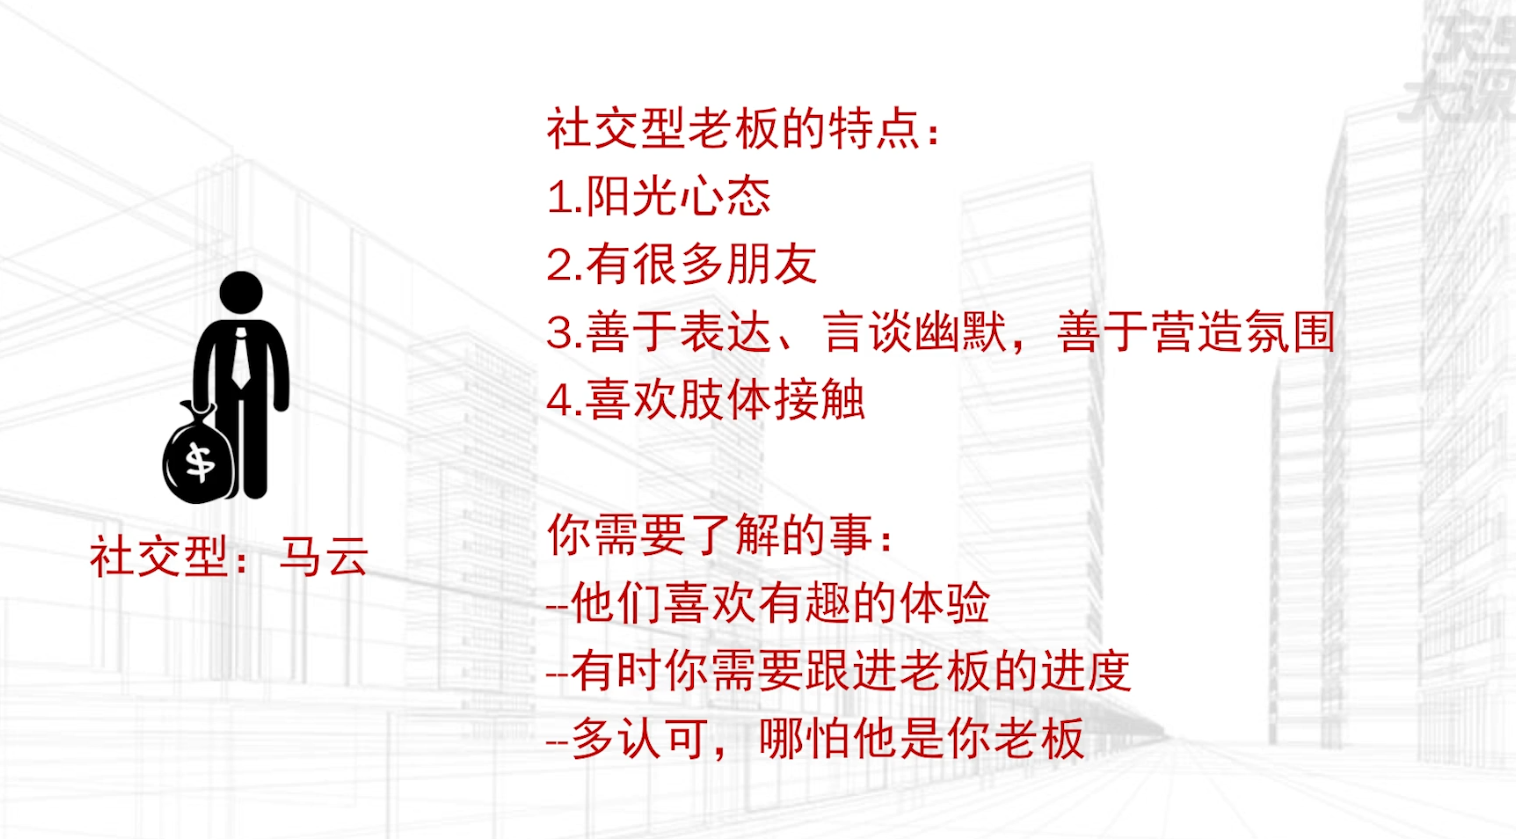 社交型老板的特点：
1.阳光心态
2.有很多朋友
3.善于表达、言谈幽默，善于营造氛围
4.喜欢肢体接触
$
社交型：马云
你需要了解的事：
--他们喜欢有趣的体验
--有时你需要跟进老板的进度
--多认可，哪怕他是你老板